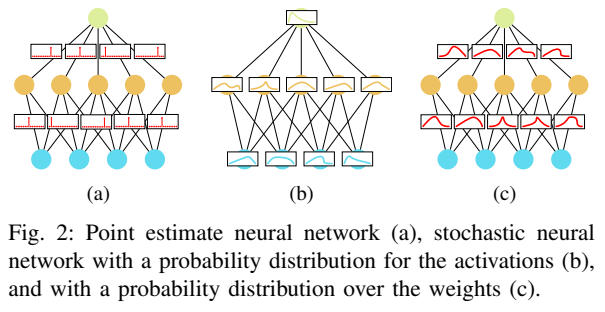 (a)
(b)
(c)
Fig. 2: Point estimate neural network (a), stochastic neural
network with a probability distribution for the activations (b),
and with a probability distribution over the weights (c).